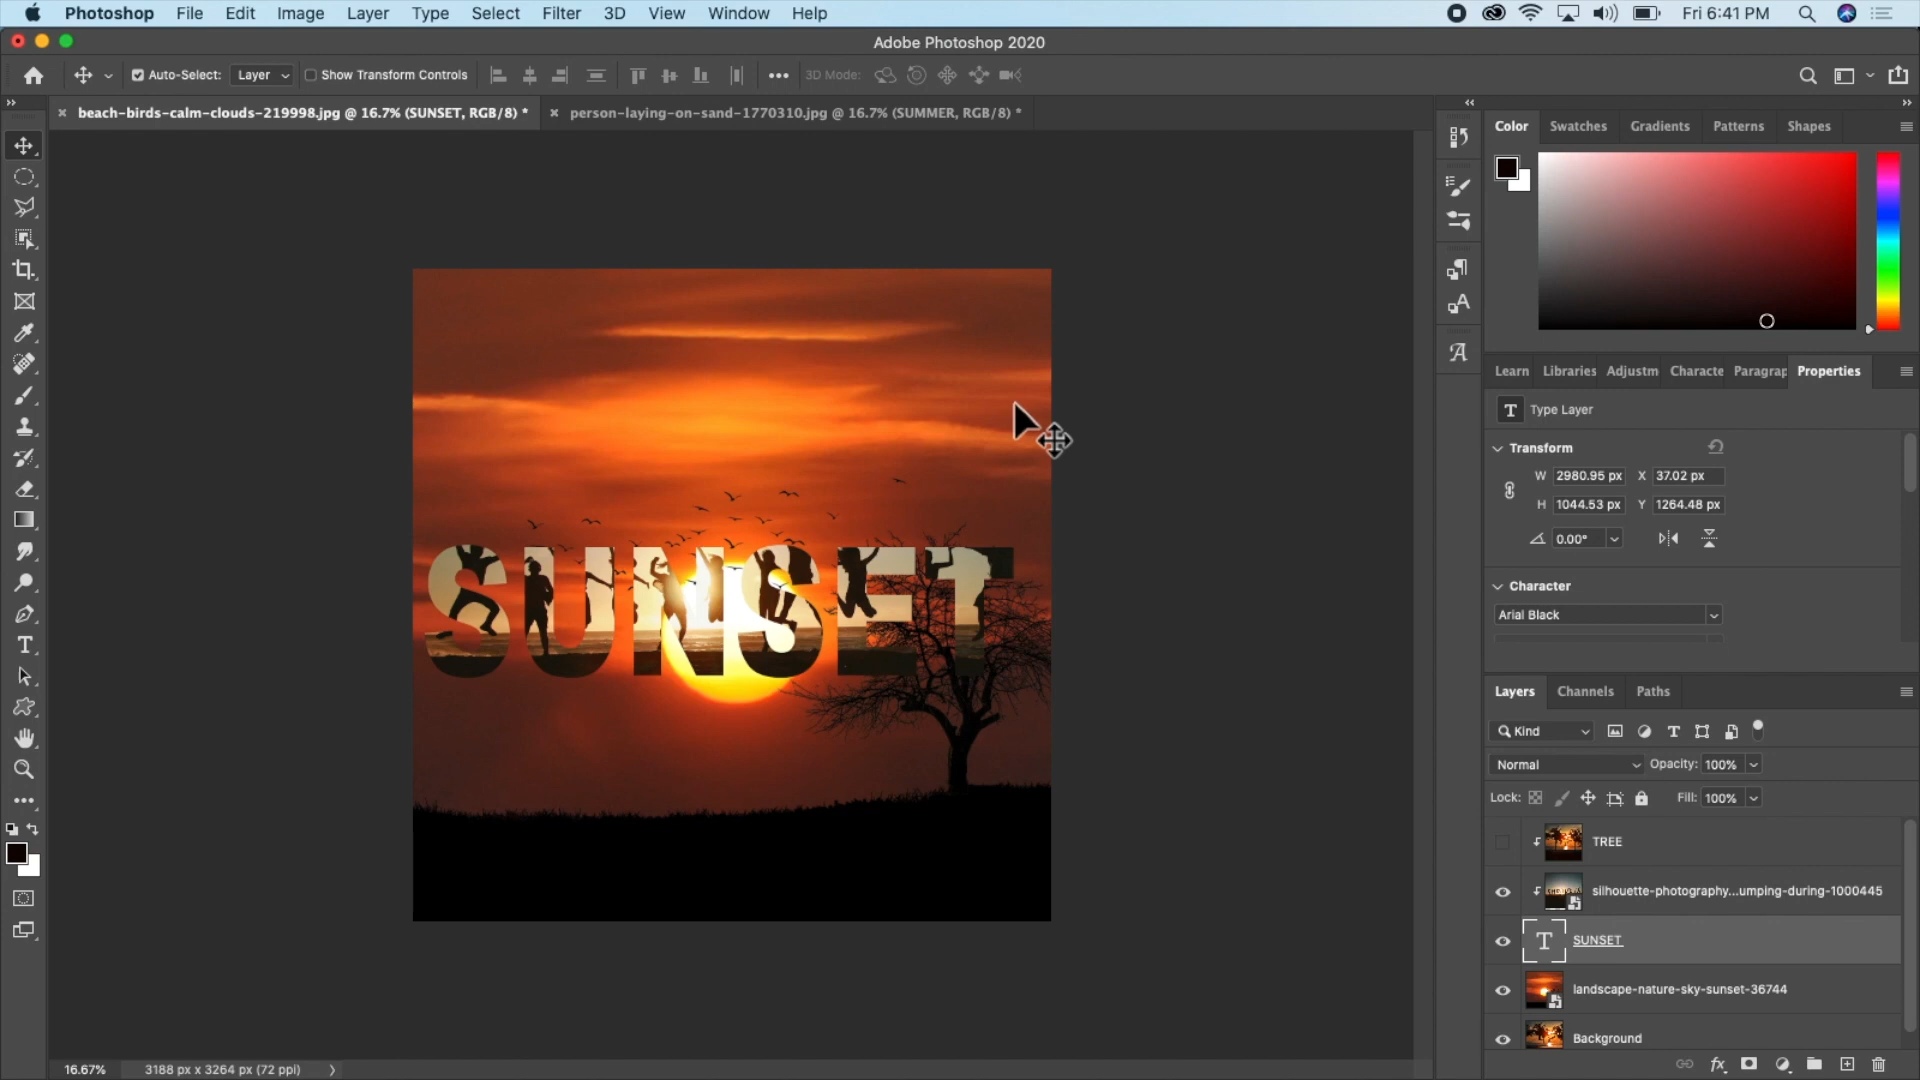 Photoshop File Edit Image Layer Type Select Filter 3D View Window Help Fri 6:41 PM
Adobe Photoshop 2020
Auto-Select: Layer Show Transform Controls 3D Mode:
beach-birds-calm-clouds-219998.jpg @ 16.7% (SUNSET, RGB/8) * person-laying-on-sand-1770310.jpg @ 16.7% (SUMMER, RGB/8) *
Color Swatches Gradients Patterns Shapes
Learn Libraries Adjustm Characte Paragrap Properties
T Type Layer
Transform
W 2980.95 px X 37.02 px
H 1044.53 px Y 1264.48 px
0.00°
Character
Arial Black
SUNSET
Layers Channels Paths
Kind
Normal Opacity: 100%
Lock: Fill: 100%
TREE
silhouette-photography...umping-during-1000445
T SUNSET
landscape-nature-sky-sunset-36744
Background
16.67% 3188 px x 3264 px (72 ppi)